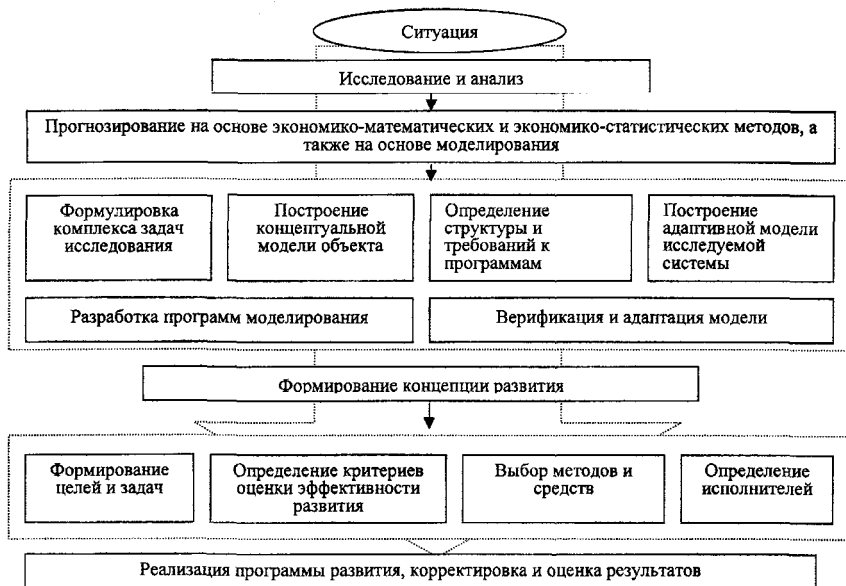 Ситуация
Исследование и анализ
Прогнозирование на основе экономико-математических и экономико-статистических методов, а
также на основе моделирования
Формулировка
комплекса задач
исследования
Построение
концептуальной
модели объекта
Определение
структуры и
требований к
программам
Построение
адаптивной модели
исследуемой
системы
Разработка программ моделирования
Верификация и адаптация модели
Формирование концепции развития
Формирование
целей и задач
Определение критериев
оценки эффективности
развития
Выбор методов и
средств
Определение
исполнителей
Реализация программы развития, корректировка и оценка результатов